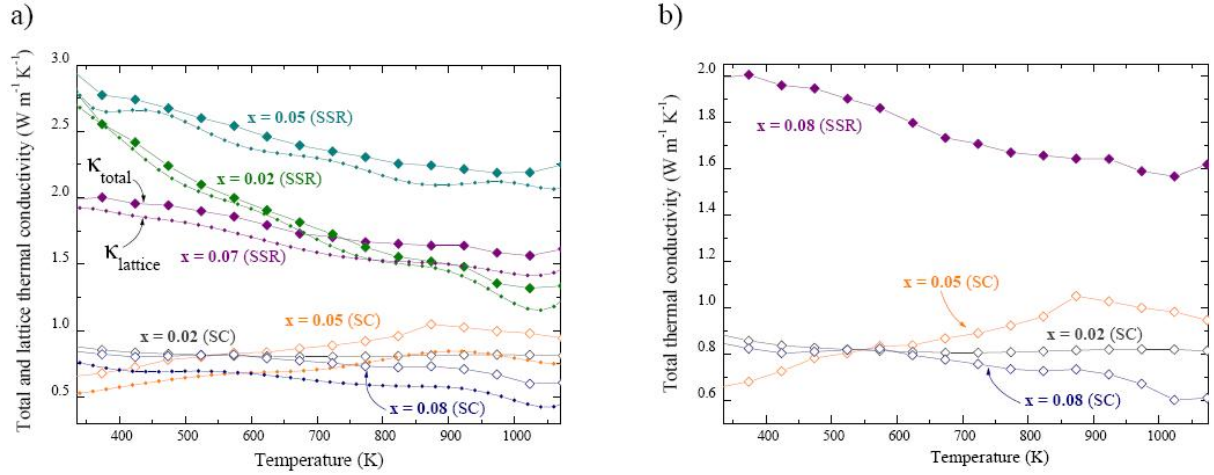 a)
Total and lattice thermal conductivity (W m⁻¹ K⁻¹)
3.0
2.5
2.0
1.5
1.0
0.5
x = 0.05 (SSR)
κtotal
x = 0.02 (SSR)
κlattice
x = 0.07 (SSR)
x = 0.05 (SC)
x = 0.02 (SC)
x = 0.08 (SC)
400 500 600 700 800 900 1000
Temperature (K)
b)
Total thermal conductivity (W m⁻¹ K⁻¹)
2.0
1.8
1.6
1.4
1.2
1.0
0.8
0.6
x = 0.08 (SSR)
x = 0.05 (SC)
x = 0.02 (SC)
x = 0.08 (SC)
400 500 600 700 800 900 1000
Temperature (K)